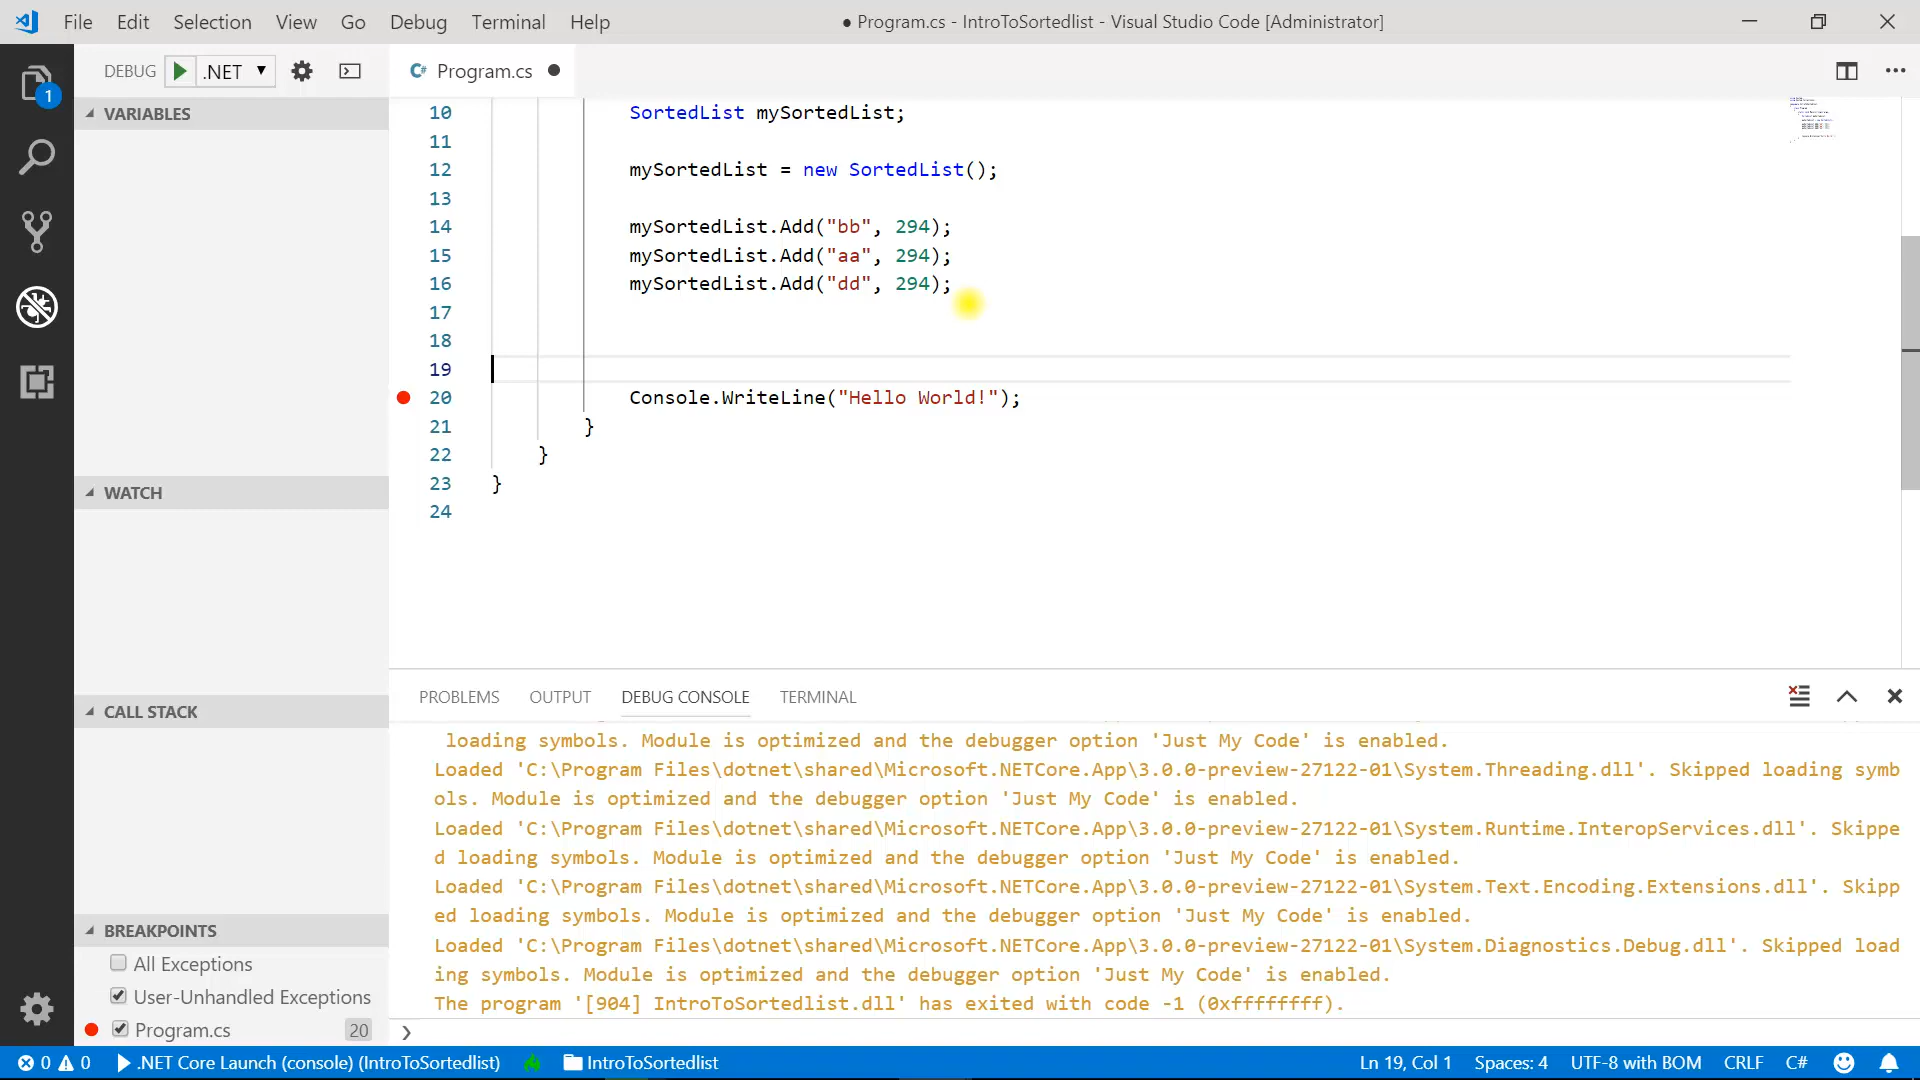 File Edit Selection View Go Debug Terminal Help
● Program.cs - IntroToSortedlist - Visual Studio Code [Administrator]
DEBUG .NET
C# Program.cs
1
VARIABLES
WATCH
CALL STACK
BREAKPOINTS
All Exceptions
User-Unhandled Exceptions
Program.cs 20
10 SortedList mySortedList;
11
12 mySortedList = new SortedList();
13
14 mySortedList.Add("bb", 294);
15 mySortedList.Add("aa", 294);
16 mySortedList.Add("dd", 294);
17
18
19
20 Console.WriteLine("Hello World!");
21 }
22 }
23 }
24
PROBLEMS OUTPUT DEBUG CONSOLE TERMINAL
loading symbols. Module is optimized and the debugger option 'Just My Code' is enabled.
Loaded 'C:\Program Files\dotnet\shared\Microsoft.NETCore.App\3.0.0-preview-27122-01\System.Threading.dll'. Skipped loading symb
ols. Module is optimized and the debugger option 'Just My Code' is enabled.
Loaded 'C:\Program Files\dotnet\shared\Microsoft.NETCore.App\3.0.0-preview-27122-01\System.Runtime.InteropServices.dll'. Skippe
d loading symbols. Module is optimized and the debugger option 'Just My Code' is enabled.
Loaded 'C:\Program Files\dotnet\shared\Microsoft.NETCore.App\3.0.0-preview-27122-01\System.Text.Encoding.Extensions.dll'. Skipp
ed loading symbols. Module is optimized and the debugger option 'Just My Code' is enabled.
Loaded 'C:\Program Files\dotnet\shared\Microsoft.NETCore.App\3.0.0-preview-27122-01\System.Diagnostics.Debug.dll'. Skipped load
ing symbols. Module is optimized and the debugger option 'Just My Code' is enabled.
The program '[904] IntroToSortedlist.dll' has exited with code -1 (0xffffffff).
0 0 .NET Core Launch (console) (IntroToSortedlist) IntroToSortedlist Ln 19, Col 1 Spaces: 4 UTF-8 with BOM CRLF C#